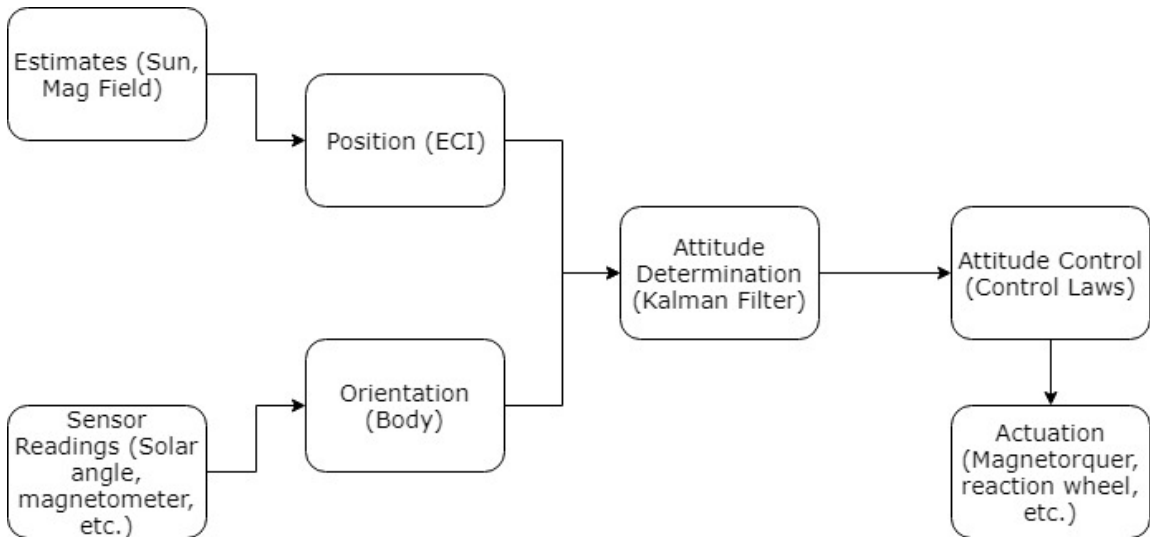 Estimates (Sun,
Mag Field)
Position (ECI)
Attitude
Determination
(Kalman Filter)
Attitude Control
(Control Laws)
Orientation
(Body)
Sensor
Readings (Solar
angle,
magnetometer,
etc.)
Actuation
(Magnetorquer,
reaction wheel,
etc.)